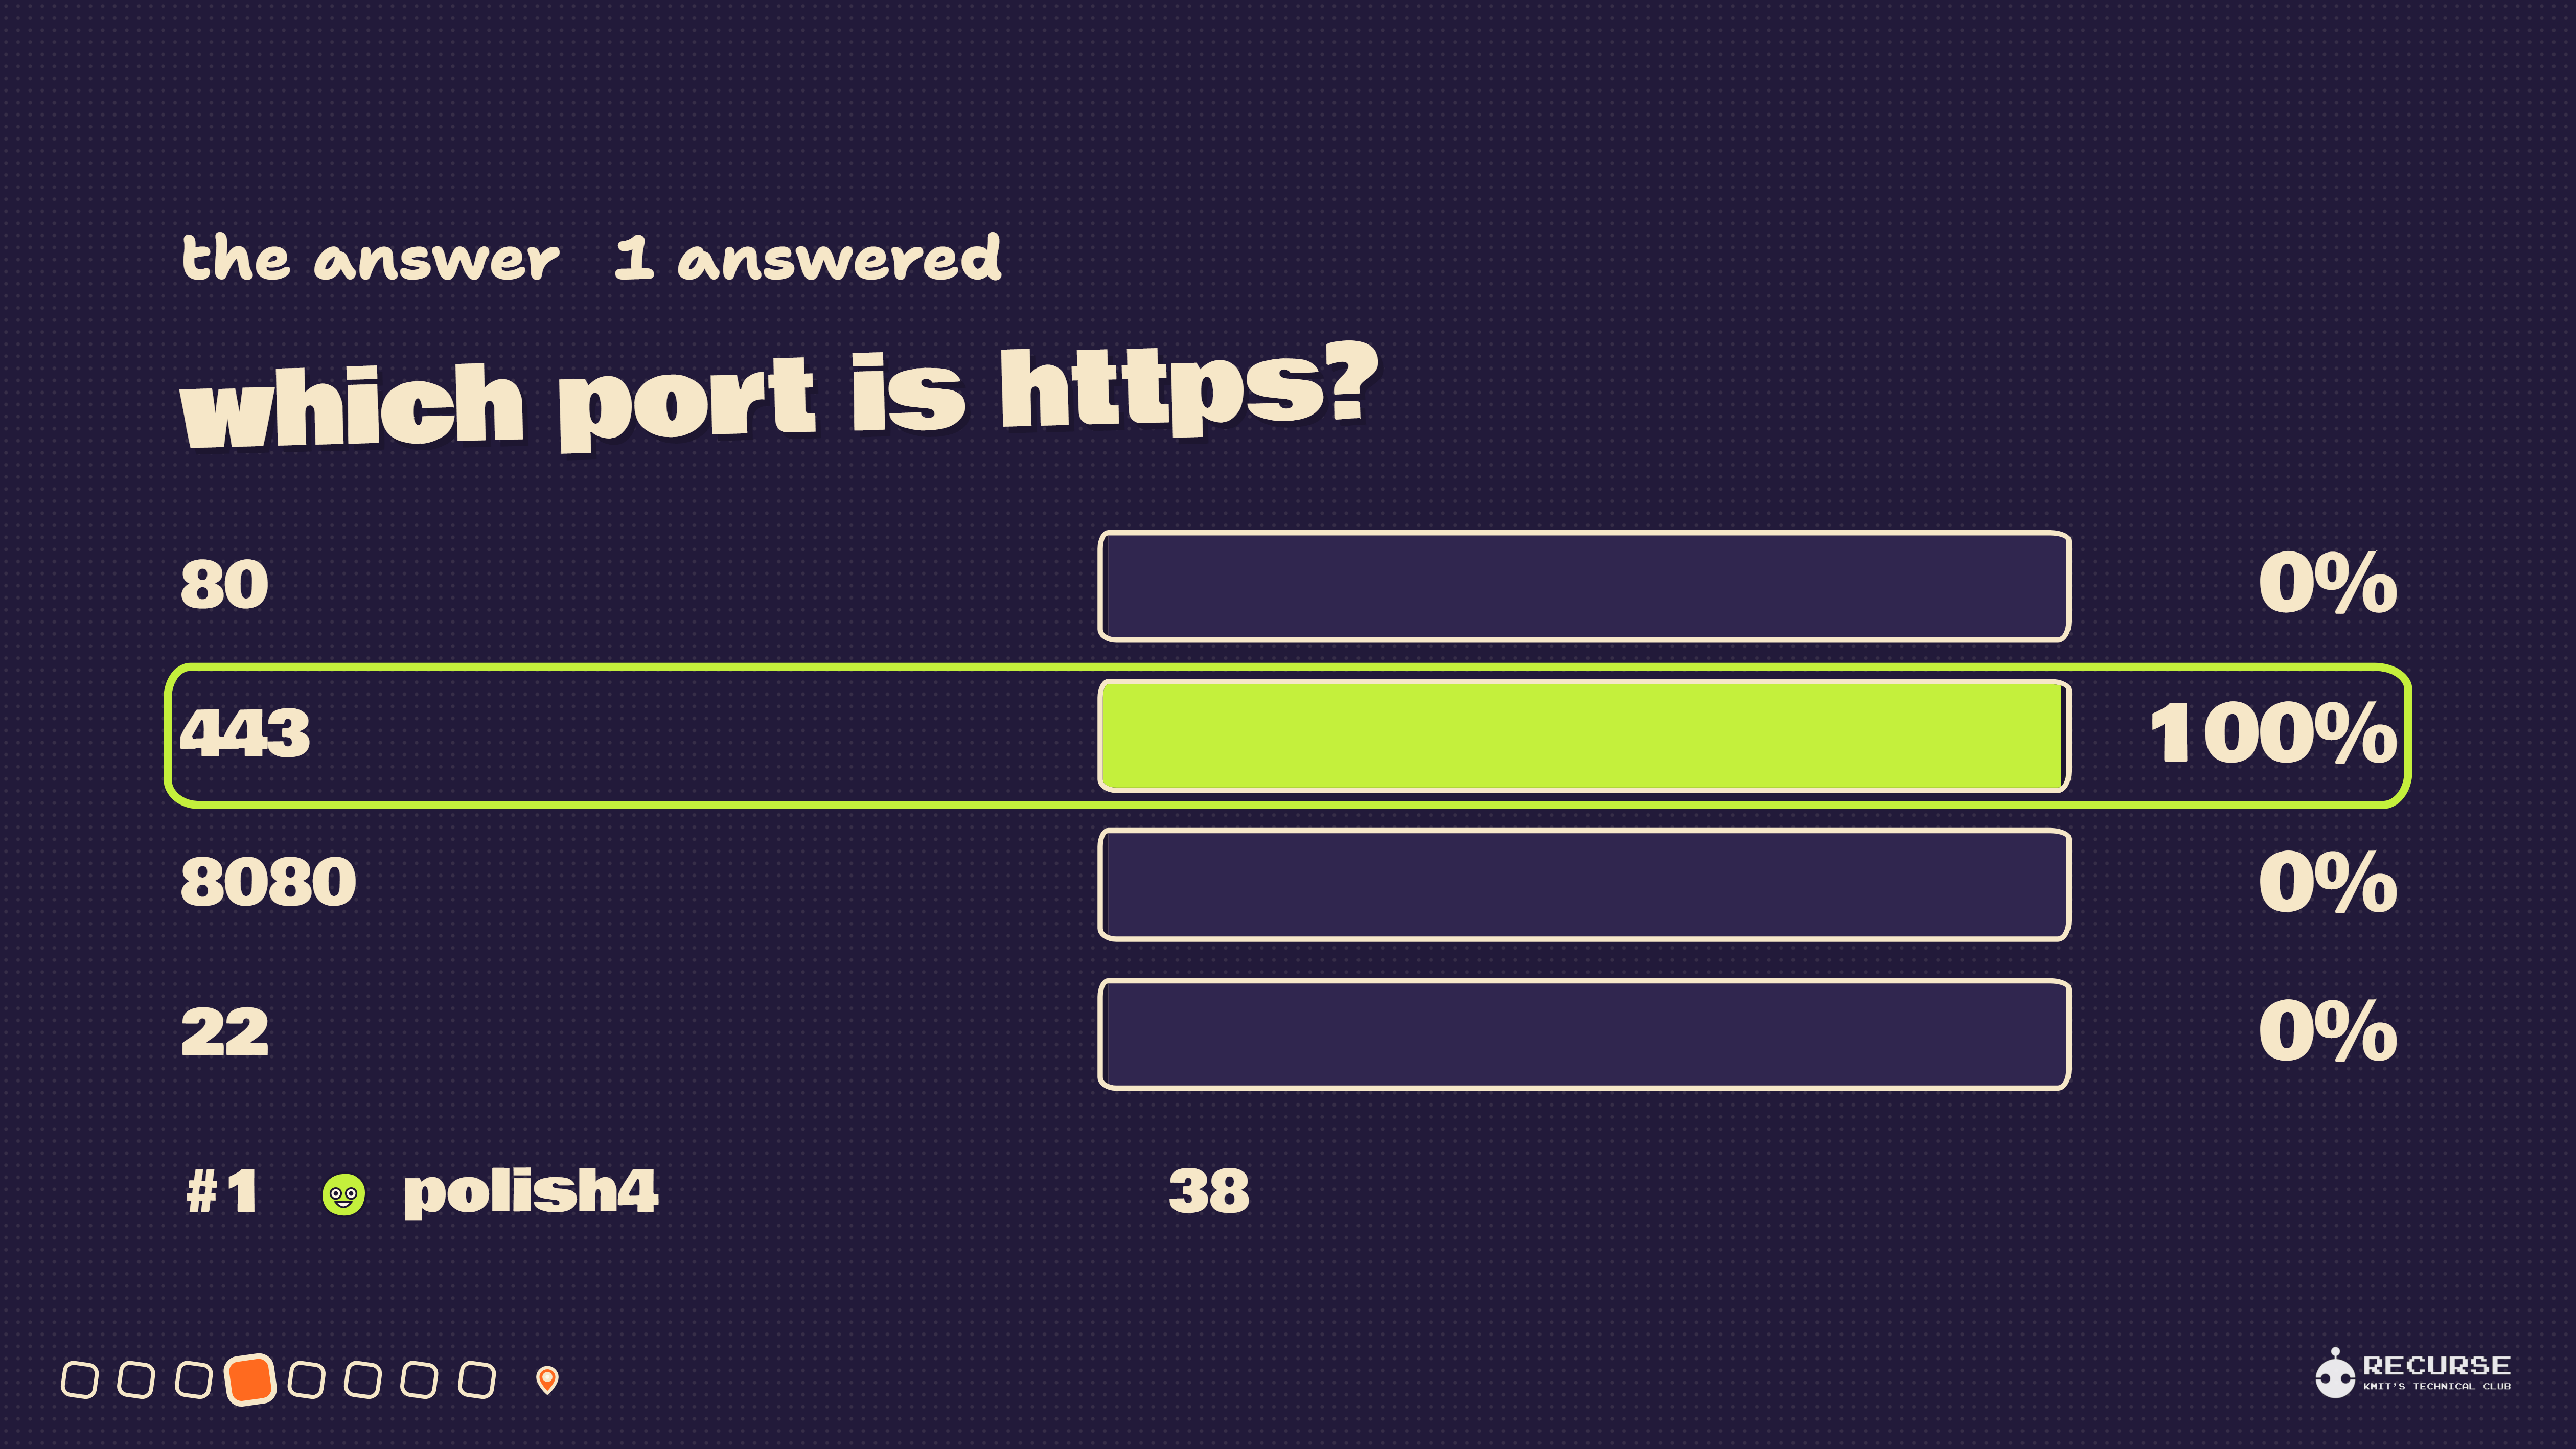 the answer 1 answered
which port is https?
80 0%
443 100%
8080 0%
22 0%
#1 polish4 38
RECURSE
KMIT'S TECHNICAL CLUB